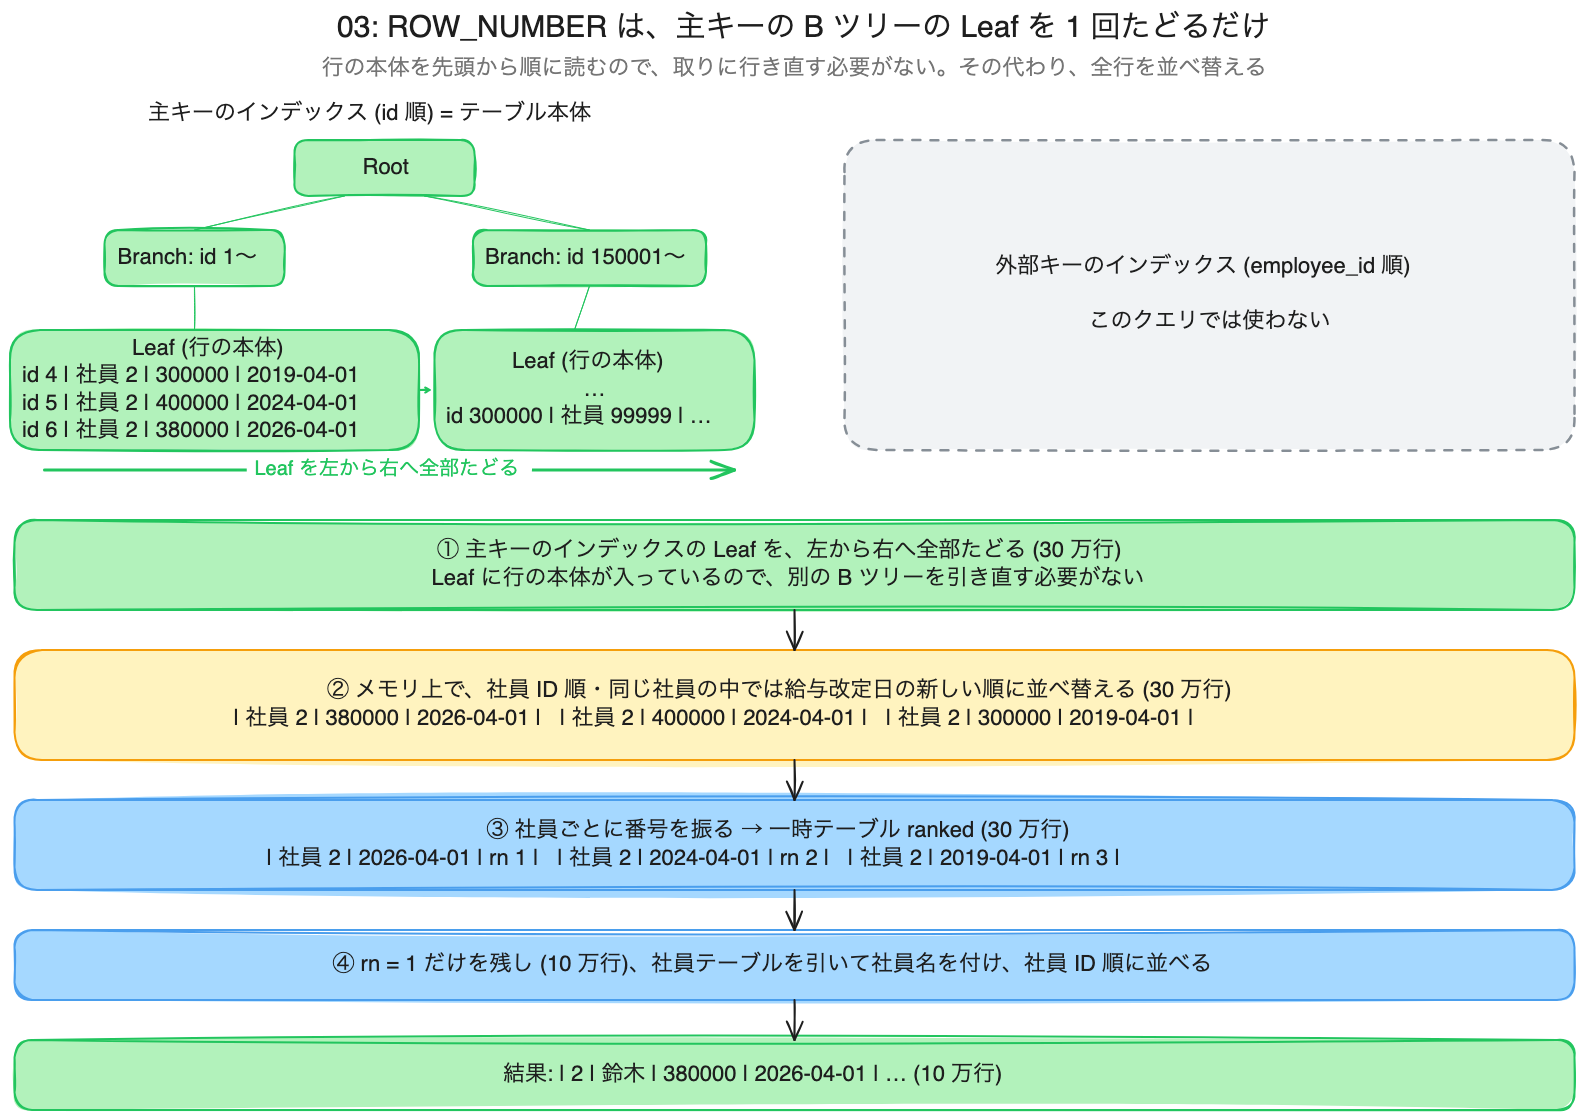 03: ROW_NUMBER は、主キーの B ツリーの Leaf を 1 回たどるだけ
行の本体を先頭から順に読むので、取りに行き直す必要がない。その代わり、全行を並べ替える
主キーのインデックス (id 順) = テーブル本体
Root
Branch: id 1〜
Branch: id 150001〜
Leaf (行の本体)
id 4 | 社員 2 | 300000 | 2019-04-01
id 5 | 社員 2 | 400000 | 2024-04-01
id 6 | 社員 2 | 380000 | 2026-04-01
Leaf (行の本体)
…
id 300000 | 社員 99999 | …
Leaf を左から右へ全部たどる
外部キーのインデックス (employee_id 順)
このクエリでは使わない
① 主キーのインデックスの Leaf を、左から右へ全部たどる (30 万行)
Leaf に行の本体が入っているので、別の B ツリーを引き直す必要がない
② メモリ上で、社員 ID 順・同じ社員の中では給与改定日の新しい順に並べ替える (30 万行)
| 社員 2 | 380000 | 2026-04-01 | | 社員 2 | 400000 | 2024-04-01 | | 社員 2 | 300000 | 2019-04-01 |
③ 社員ごとに番号を振る → 一時テーブル ranked (30 万行)
| 社員 2 | 2026-04-01 | rn 1 | | 社員 2 | 2024-04-01 | rn 2 | | 社員 2 | 2019-04-01 | rn 3 |
④ rn = 1 だけを残し (10 万行)、社員テーブルを引いて社員名を付け、社員 ID 順に並べる
結果: | 2 | 鈴木 | 380000 | 2026-04-01 | … (10 万行)